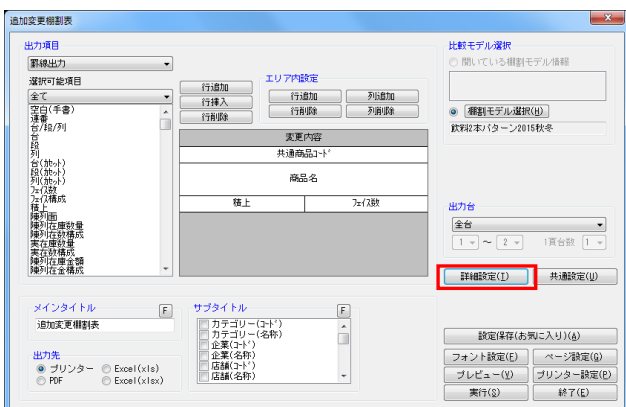 追加変更棚割表
出力項目
罫線出力
選択可能項目
全て
空白(手書)
連番
台/段/列
台
段
列
台(ｶｾｯﾄ)
段(ｶｾｯﾄ)
列(ｶｾｯﾄ)
ﾌｪｲｽ数
ﾌｪｲｽ構成
積上
陳列面
陳列在庫数量
陳列在数構成
実在庫数量
実在数構成
陳列在庫金額
陳列在金構成
行追加
行挿入
行削除
エリア内設定
行追加
列追加
行削除
列削除
変更内容
共通商品ｺｰﾄﾞ
商品名
積上
ﾌｪｲｽ数
比較モデル選択
開いている棚割モデル情報
棚割モデル選択(H)
飲料2本パターン2015秋冬
出力台
全台
1 ～ 2 1頁台数 1
詳細設定(I)
共通設定(U)
メインタイトル F
追加変更棚割表
出力先
プリンター
Excel(xls)
PDF
Excel(xlsx)
サブタイトル F
カテゴリー(ｺｰﾄﾞ)
カテゴリー(名称)
企業(ｺｰﾄﾞ)
企業(名称)
店舗(ｺｰﾄﾞ)
店舗(名称)
設定保存(お気に入り)(A)
フォント設定(F)
ページ設定(G)
プレビュー(V)
プリンター設定(P)
実行(S)
終了(E)